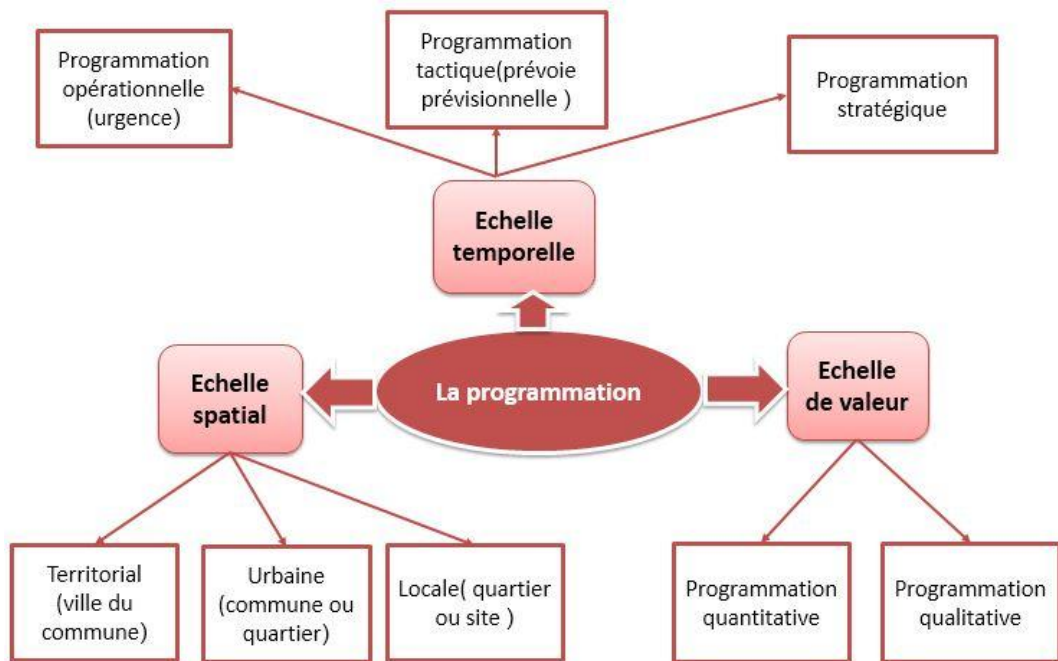 Programmation
opérationnelle
(urgence)
Programmation
tactique(prévoie
prévisionnelle )
Programmation
stratégique
Echelle
temporelle
Echelle
spatial
La programmation
Echelle
de valeur
Territorial
(ville du
commune)
Urbaine
(commune ou
quartier)
Locale( quartier
ou site )
Programmation
quantitative
Programmation
qualitative